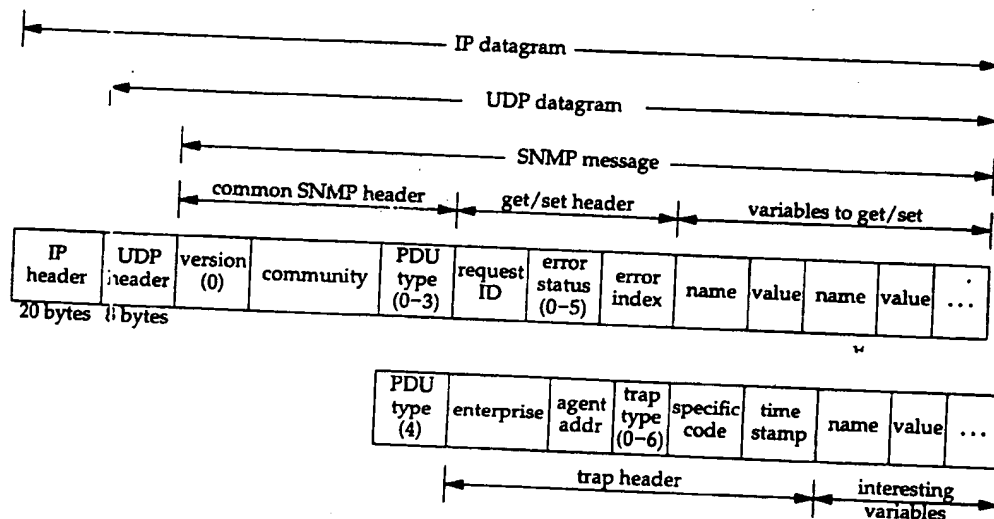 IP datagram
UDP datagram
SNMP message
common SNMP header
get/set header
variables to get/set
IP header
UDP header
version (0)
community
PDU type (0–3)
request ID
error status (0–5)
error index
name
value
name
value
...
20 bytes
8 bytes
PDU type (4)
enterprise
agent addr
trap type (0–6)
specific code
time stamp
name
value
...
trap header
interesting variables